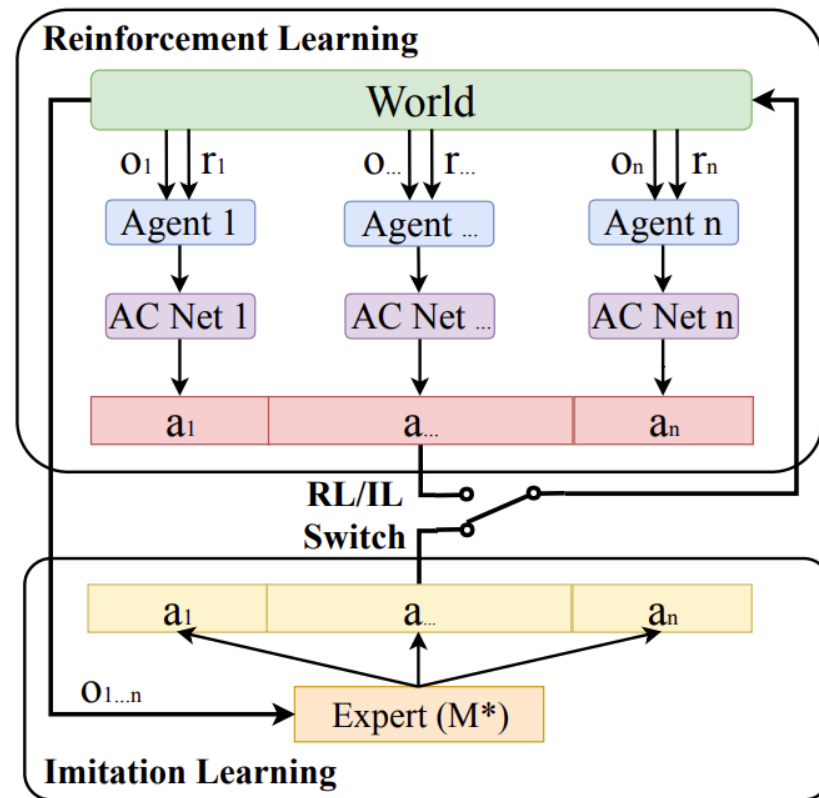 Reinforcement Learning
World
o₁ r₁ o... r... oₙ rₙ
Agent 1 Agent ... Agent n
AC Net 1 AC Net ... AC Net n
a₁ a... aₙ
RL/IL
Switch
a₁ a... aₙ
o₁...ₙ
Expert (M*)
Imitation Learning